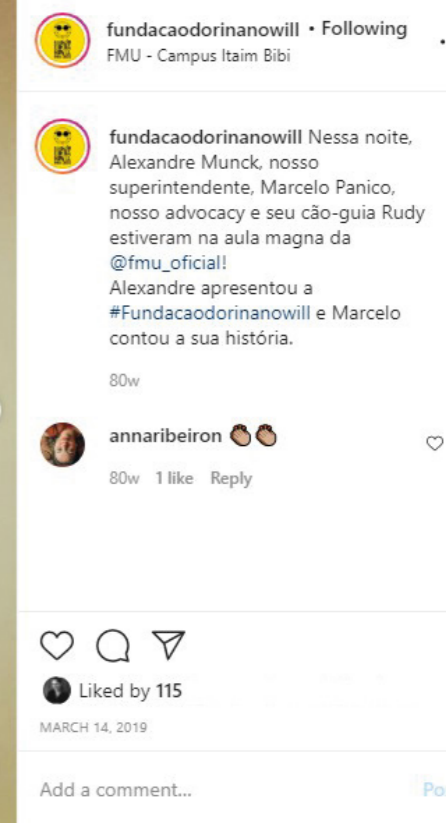 fundacaodorinanowill • Following
FMU - Campus Itaim Bibi
fundacaodorinanowill Nessa noite,
Alexandre Munck, nosso
superintendente, Marcelo Panico,
nosso advocacy e seu cão-guia Rudy
estiveram na aula magna da
@fmu_oficial!
Alexandre apresentou a
#Fundacaodorinanowill e Marcelo
contou a sua história.
80w
annaribeiron 👏👏
80w 1 like Reply
Liked by 115
MARCH 14, 2019
Add a comment...
Po